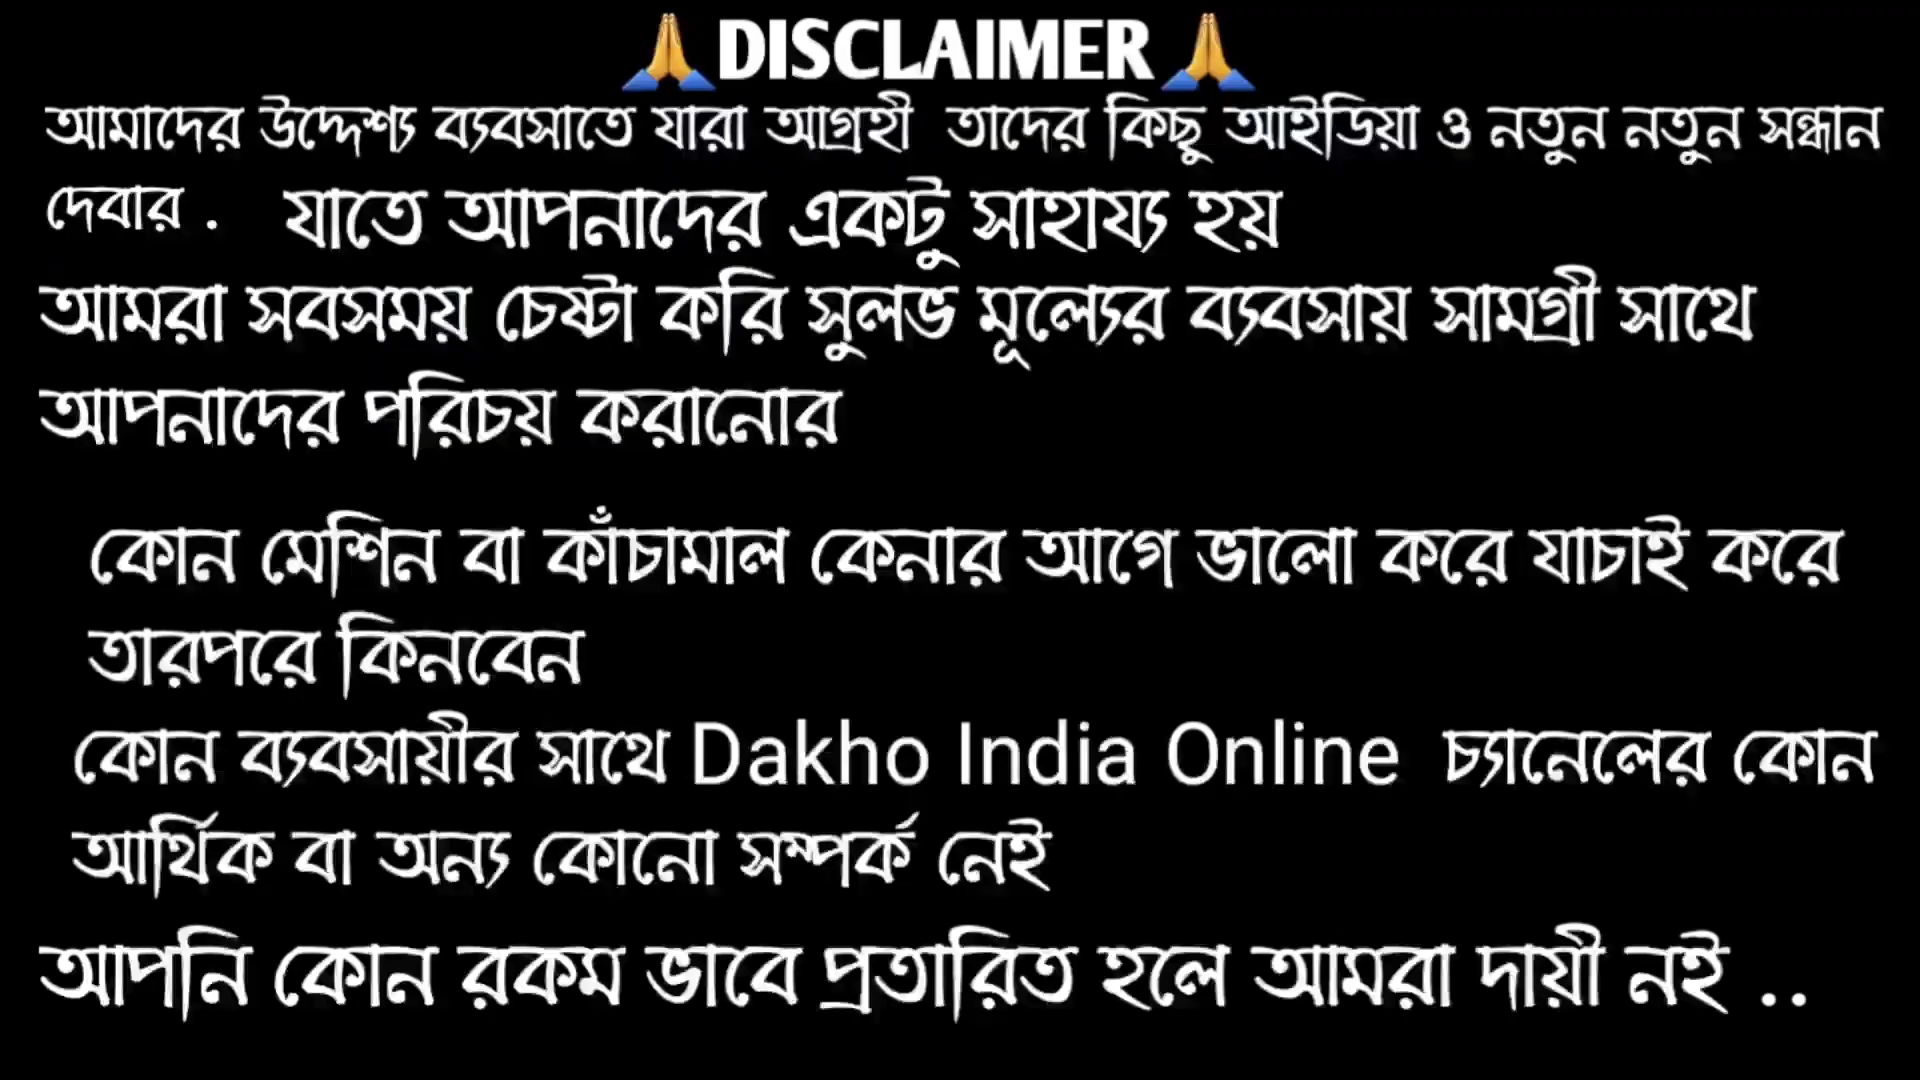 🙏DISCLAIMER🙏
আমাদের উদ্দেশ্য ব্যবসাতে যারা আগ্রহী তাদের কিছু আইডিয়া ও নতুন নতুন সন্ধান
দেবার . যাতে আপনাদের একটু সাহায্য হয়
আমরা সবসময় চেষ্টা করি সুলভ মূল্যের ব্যবসায় সামগ্রী সাথে
আপনাদের পরিচয় করানোর
কোন মেশিন বা কাঁচামাল কেনার আগে ভালো করে যাচাই করে
তারপরে কিনবেন
কোন ব্যবসায়ীর সাথে Dakho India Online চ্যানেলের কোন
আর্থিক বা অন্য কোনো সম্পর্ক নেই
আপনি কোন রকম ভাবে প্রতারিত হলে আমরা দায়ী নই ..